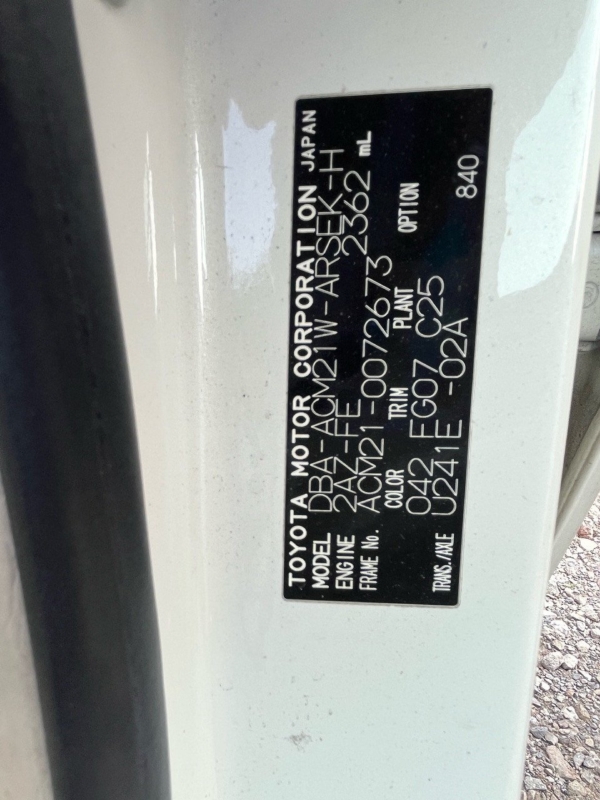 TOYOTA MOTOR CORPORATION JAPAN
MODEL DBA-ACM21W-ARSEK-H
ENGINE 2AZ-FE 2362 mL
FRAME No. ACM21-0072673
COLOR TRIM PLANT OPTION
042 FG07 C25
TRANS./AXLE U241E -02A 840